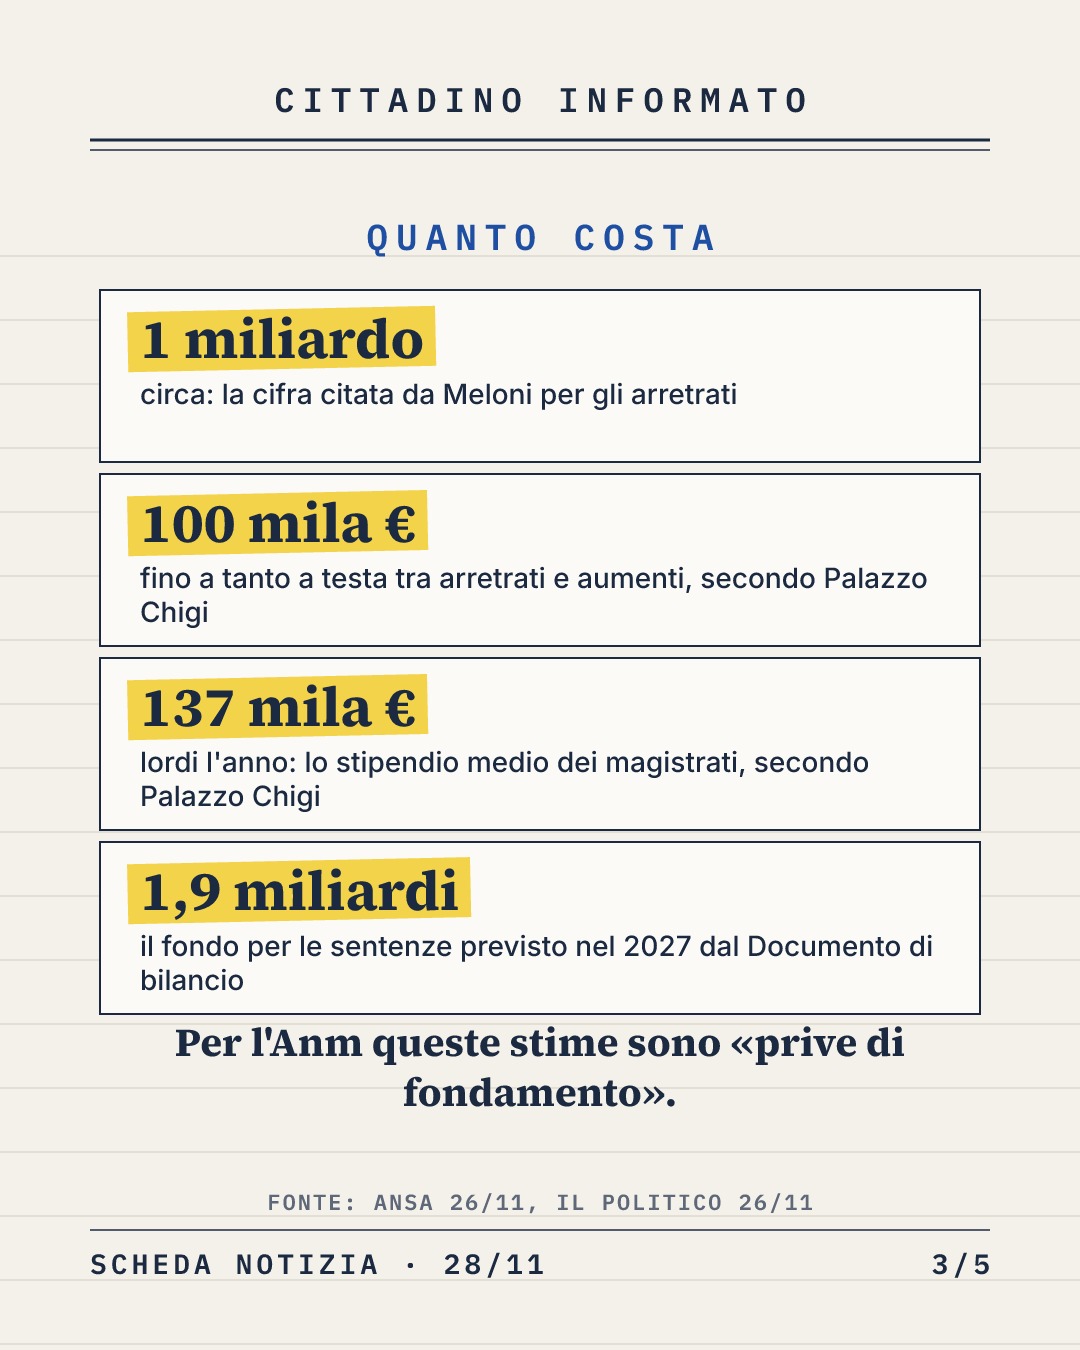 CITTADINO INFORMATO
QUANTO COSTA
1 miliardo
circa: la cifra citata da Meloni per gli arretrati
100 mila €
fino a tanto a testa tra arretrati e aumenti, secondo Palazzo
Chigi
137 mila €
lordi l'anno: lo stipendio medio dei magistrati, secondo
Palazzo Chigi
1,9 miliardi
il fondo per le sentenze previsto nel 2027 dal Documento di
bilancio
Per l'Anm queste stime sono «prive di
fondamento».
FONTE: ANSA 26/11, IL POLITICO 26/11
SCHEDA NOTIZIA · 28/11 3/5